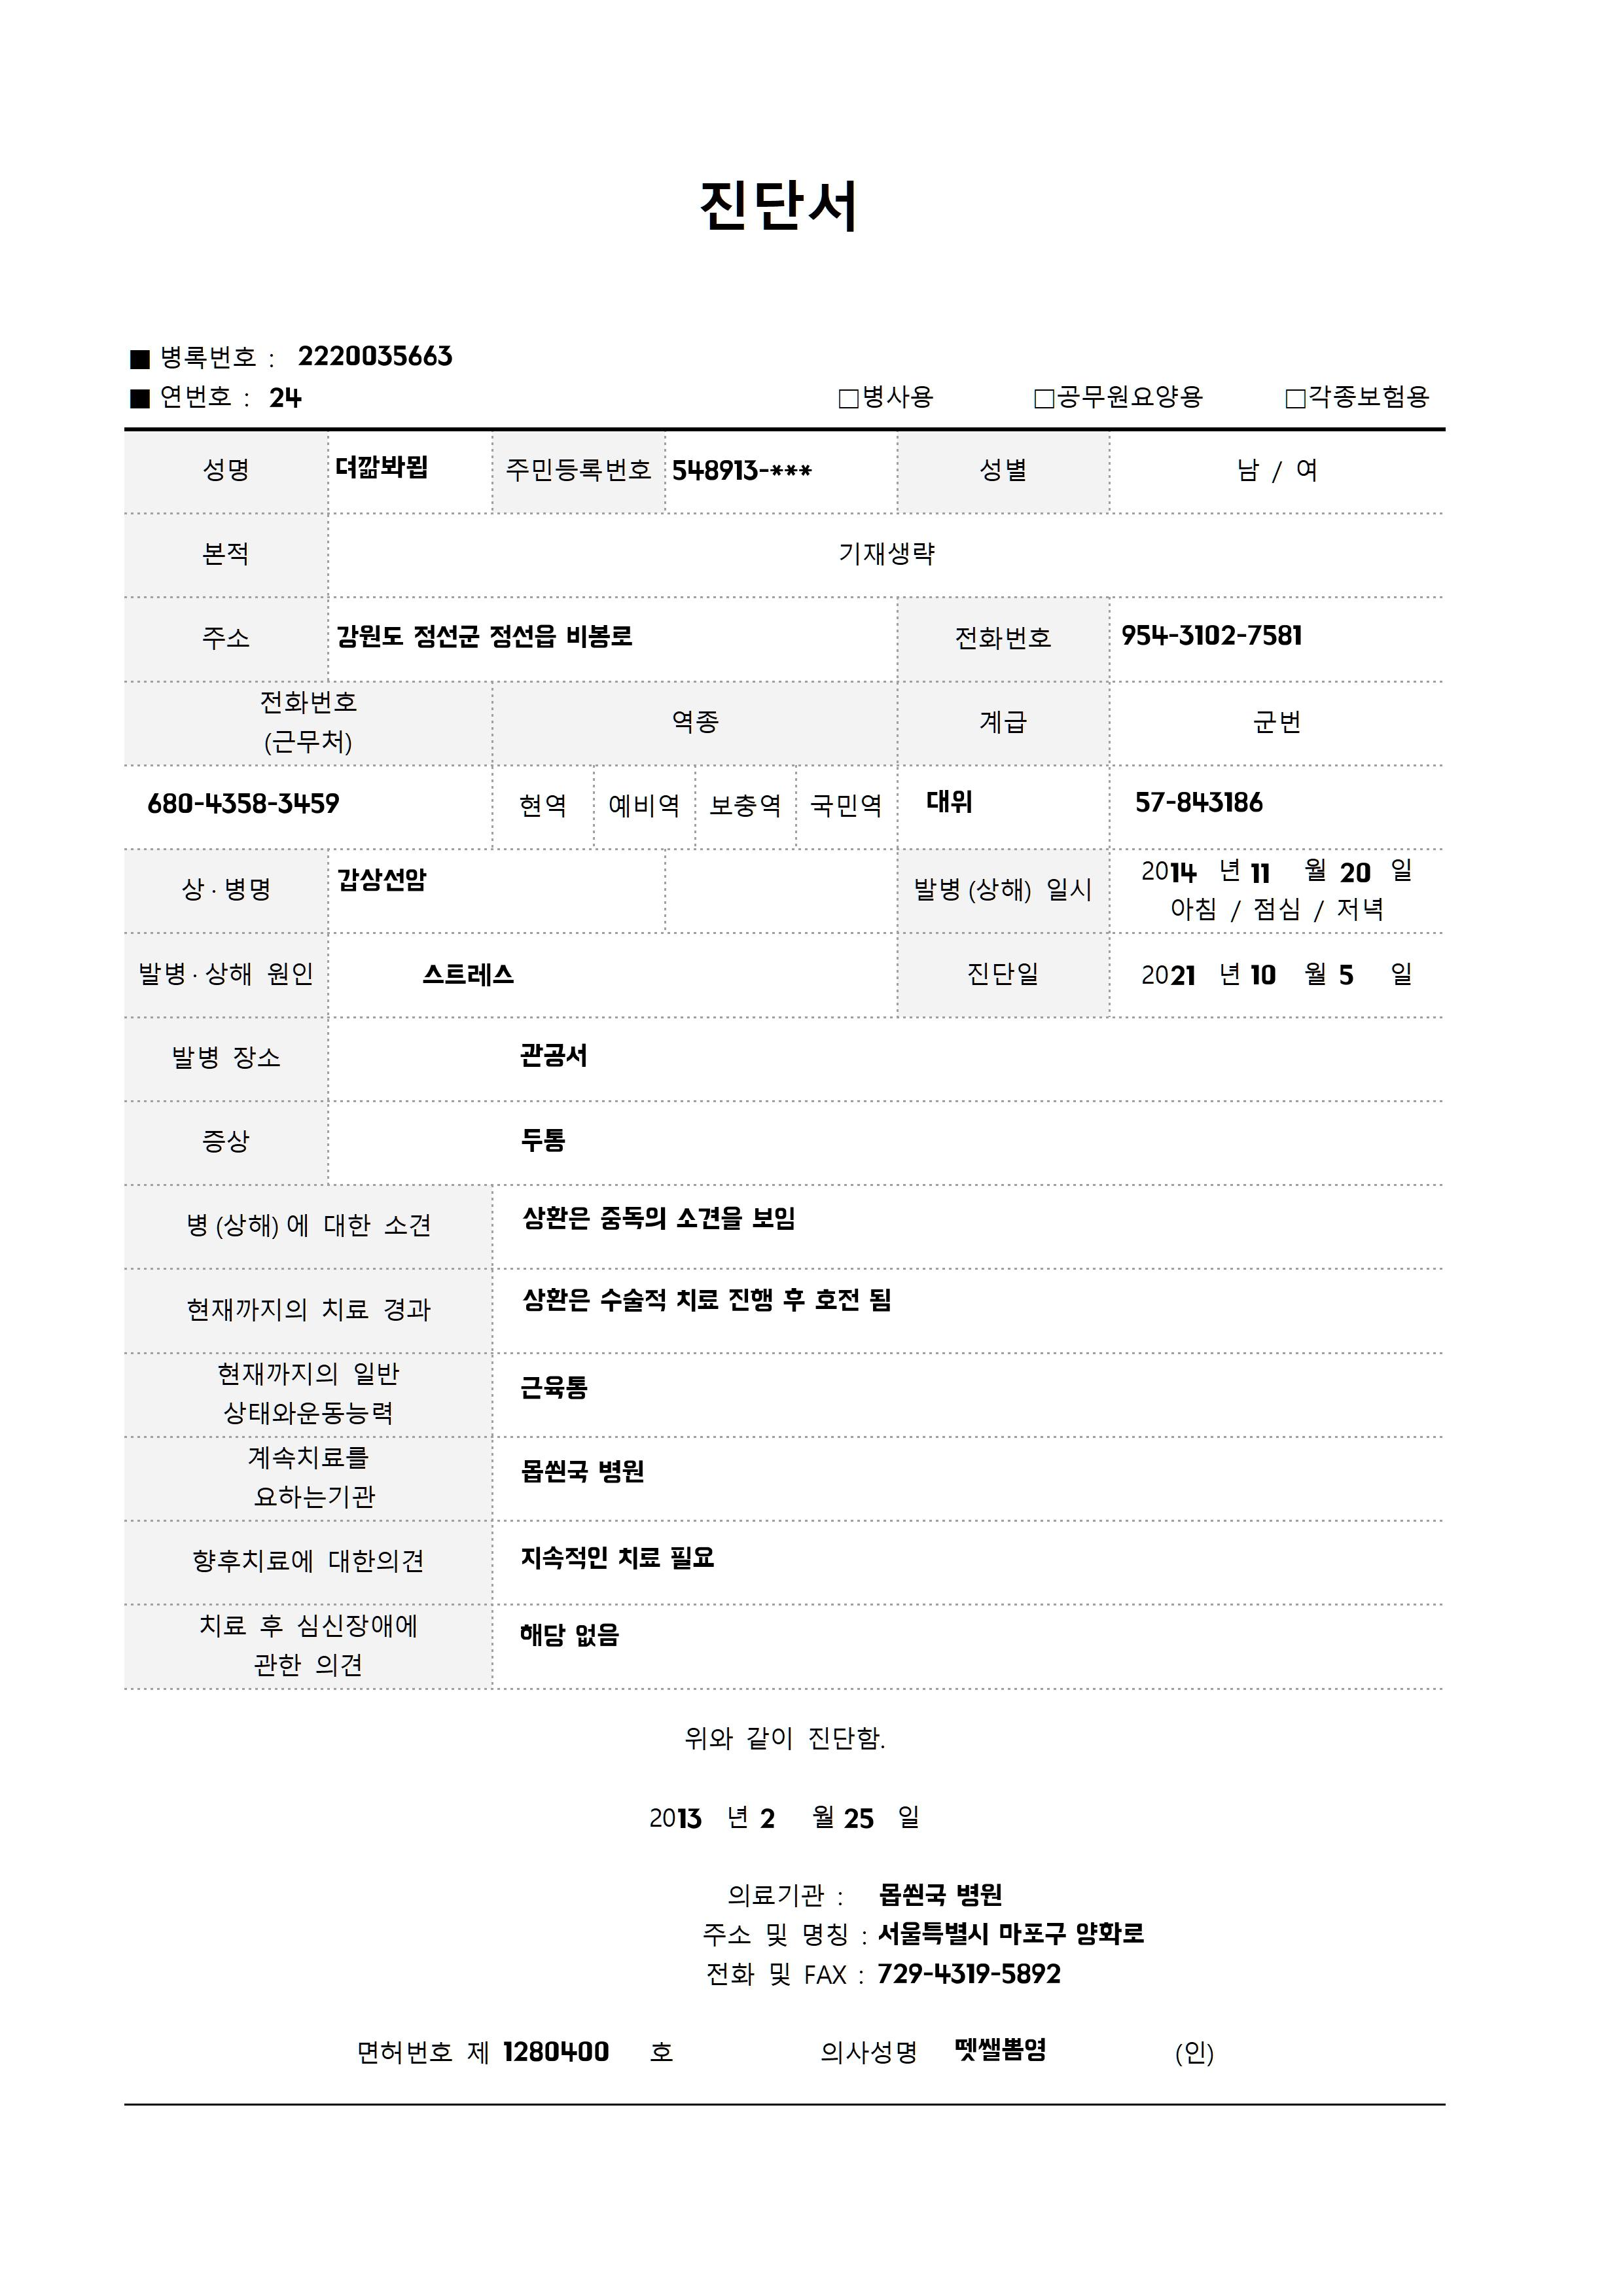 진단서
■ 병록번호 : 2220035663
■ 연번호 : 24 □병사용 □공무원요양용 □각종보험용
성명 더깖봐묍 주민등록번호 548913-*** 성별 남 / 여
본적 기재생략
주소 강원도 정선군 정선읍 비봉로 전화번호 954-3102-7581
전화번호
(근무처) 역종 계급 군번
680-4358-3459 현역 예비역 보충역 국민역 대위 57-843186
상·병명 갑상선암 발병(상해) 일시 2014 년 11 월 20 일
아침 / 점심 / 저녁
발병·상해 원인 스트레스 진단일 2021 년 10 월 5 일
발병 장소 관공서
증상 두통
병(상해)에 대한 소견 상환은 중독의 소견을 보임
현재까지의 치료 경과 상환은 수술적 치료 진행 후 호전 됨
현재까지의 일반
상태와운동능력 근육통
계속치료를
요하는기관 몹쐰국 병원
향후치료에 대한의견 지속적인 치료 필요
치료 후 심신장애에
관한 의견 해당 없음
위와 같이 진단함.
2013 년 2 월 25 일
의료기관 : 몹쐰국 병원
주소 및 명칭 : 서울특별시 마포구 양화로
전화 및 FAX : 729-4319-5892
면허번호 제 1280400 호 의사성명 뗏쌜뽐영 (인)